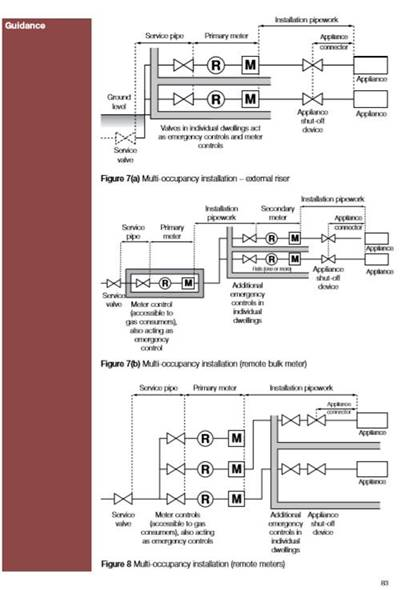 Guidance
Installation pipework
Service pipe
Primary meter
Appliance
connector
R
M
Appliance
R
M
Appliance
Ground
level
Service
valve
Valves in individual dwellings act
as emergency controls and meter
controls
Appliance
shut-off
device
Figure 7(a) Multi-occupancy installation – external riser
Installation pipework
Installation
pipework
Secondary
meter
Appliance
connector
Service
pipe
Primary
meter
R
M
Appliance
R
M
Appliance
Flats (one or more)
R
M
Service
valve
Meter control
(accessible to
gas consumers),
also acting as
emergency
control
Additional
emergency
controls in
individual
dwellings
Appliance
shut-off
device
Figure 7(b) Multi-occupancy installation (remote bulk meter)
Service pipe
Primary meter
Installation pipework
Appliance
connector
Appliance
R
M
R
M
Appliance
R
M
Service
valve
Meter controls
(accessible to gas
consumers), also acting
as emergency controls
Additional
emergency
controls in
individual
dwellings
Appliance
shut-off
device
Figure 8 Multi-occupancy installation (remote meters)
83